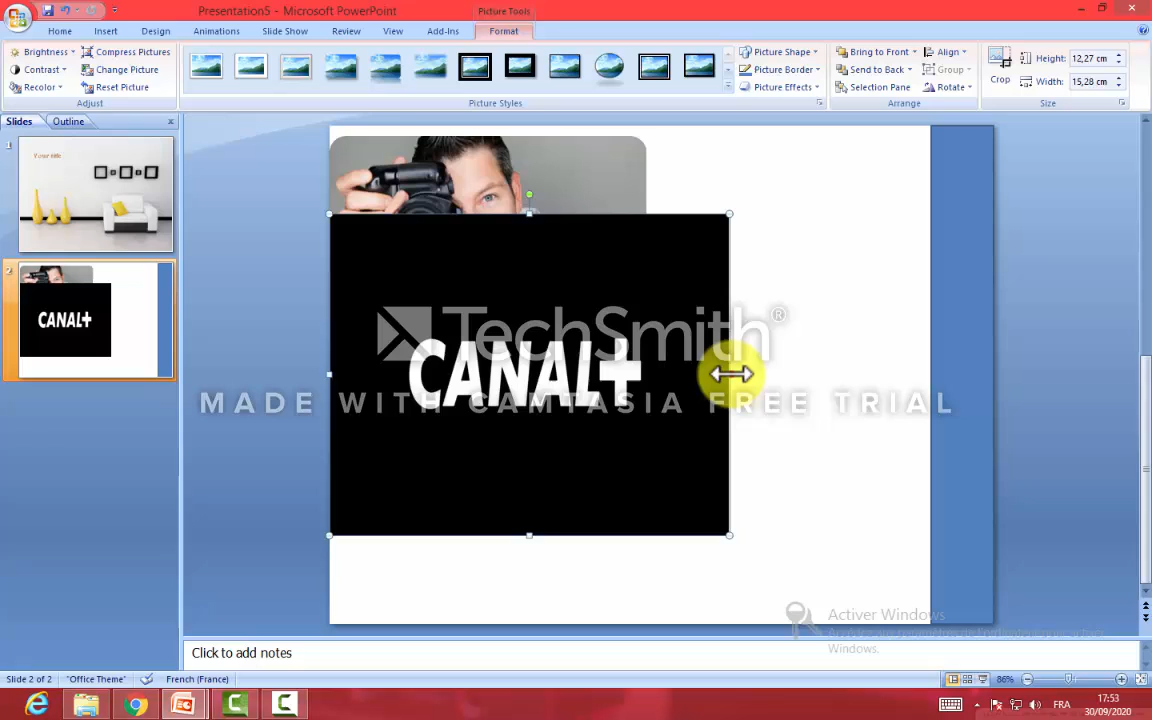 Presentation5 - Microsoft PowerPoint
Picture Tools
Home
Insert
Design
Animations
Slide Show
Review
View
Add-Ins
Format
Brightness
Contrast
Recolor
Compress Pictures
Change Picture
Reset Picture
Adjust
Picture Styles
Picture Shape
Picture Border
Picture Effects
Bring to Front
Send to Back
Selection Pane
Align
Group
Rotate
Arrange
Crop
Height: 12,27 cm
Width: 15,28 cm
Size
Slides
Outline
1
Your title
2
CANAL+
TechSmith®
CANAL+
MADE WITH CAMTASIA FREE TRIAL
Activer Windows
Windows.
Click to add notes
Slide 2 of 2
"Office Theme"
French (France)
86%
FRA
17:53
30/09/2020